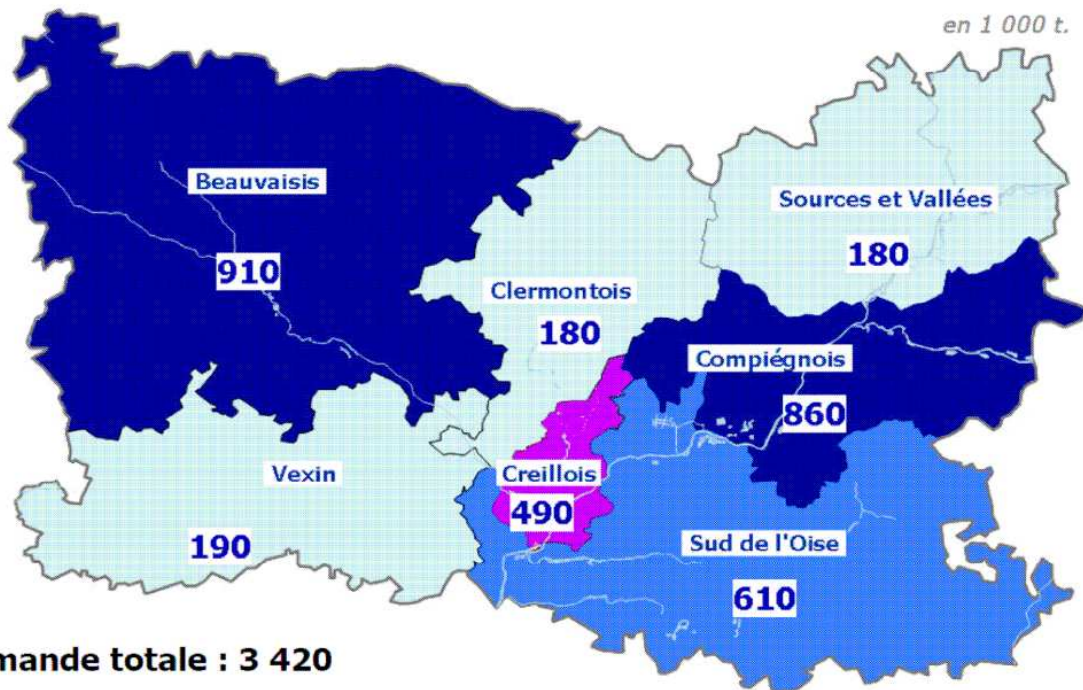 en 1 000 t.
Beauvaisis
910
Sources et Vallées
180
Clermontois
180
Compiégnois
860
Vexin
190
Creillois
490
Sud de l'Oise
610
mande totale : 3 420